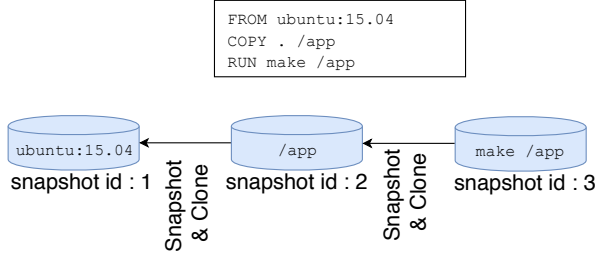 FROM ubuntu:15.04
COPY . /app
RUN make /app
ubuntu:15.04
/app
make /app
snapshot id : 1
snapshot id : 2
snapshot id : 3
Snapshot
& Clone
Snapshot
& Clone